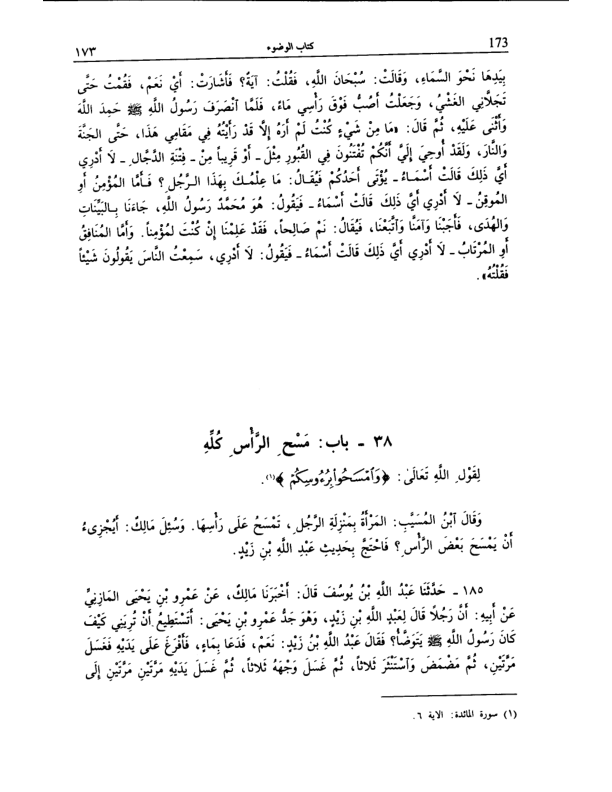 173 كتاب الوضوء ١٧٣
بِيَدِهَا نَحْوَ السَّمَاءِ، وَقَالَتْ: سُبْحَانَ اللَّهِ، فَقُلْتُ: آيَةٌ؟ فَأَشَارَتْ: أَيْ نَعَمْ، فَقُمْتُ حَتَّى
تَجَلَّانِي الغَشْيُ، وَجَعَلْتُ أَصُبُّ فَوْقَ رَأْسِي مَاءً، فَلَمَّا انْصَرَفَ رَسُولُ اللَّهِ ﷺ حَمِدَ اللَّهَ
وَأَثْنَى عَلَيْهِ، ثُمَّ قَالَ: «مَا مِنْ شَيْءٍ كُنْتُ لَمْ أَرَهُ إِلَّا قَدْ رَأَيْتُهُ فِي مَقَامِي هَذَا، حَتَّى الجَنَّةَ
وَالنَّارَ، وَلَقَدْ أُوحِيَ إِلَيَّ أَنَّكُمْ تُفْتَنُونَ فِي القُبُورِ مِثْلَ ـ أَوْ قَرِيباً مِنْ ـ فِتْنَةِ الدَّجَّالِ ـ لَا أَدْرِي
أَيَّ ذَلِكَ قَالَتْ أَسْمَاءُ ـ يُؤْتَى أَحَدُكُمْ فَيُقَالُ: مَا عِلْمُكَ بِهَذَا الرَّجُلِ؟ فَأَمَّا المُؤْمِنُ أَوِ
المُوقِنُ ـ لَا أَدْرِي أَيَّ ذَلِكَ قَالَتْ أَسْمَاءُ ـ فَيَقُولُ: هُوَ مُحَمَّدٌ رَسُولُ اللَّهِ، جَاءَنَا بِالبَيِّنَاتِ
وَالهُدَى، فَأَجَبْنَا وَآمَنَّا وَاتَّبَعْنَا، فَيُقَالُ: نَمْ صَالِحاً، فَقَدْ عَلِمْنَا إِنْ كُنْتَ لَمُؤْمِناً. وَأَمَّا المُنَافِقُ
أَوِ المُرْتَابُ ـ لَا أَدْرِي أَيَّ ذَلِكَ قَالَتْ أَسْمَاءُ ـ فَيَقُولُ: لَا أَدْرِي، سَمِعْتُ النَّاسَ يَقُولُونَ شَيْئاً
فَقُلْتُهُ».
٣٨ ـ باب: مَسْحِ الرَّأْسِ كُلِّهِ
لِقَوْلِ اللَّهِ تَعَالَى: ﴿وَامْسَحُوا بِرُءُوسِكُمْ﴾(١).
وَقَالَ ابْنُ المُسَيَّبِ: المَرْأَةُ بِمَنْزِلَةِ الرَّجُلِ، تَمْسَحُ عَلَى رَأْسِهَا. وَسُئِلَ مَالِكٌ: أَيُجْزِىءُ
أَنْ يَمْسَحَ بَعْضَ الرَّأْسِ؟ فَاحْتَجَّ بِحَدِيثِ عَبْدِ اللَّهِ بْنِ زَيْدٍ.
١٨٥ ـ حَدَّثَنَا عَبْدُ اللَّهِ بْنُ يُوسُفَ قَالَ: أَخْبَرَنَا مَالِكٌ، عَنْ عَمْرِو بْنِ يَحْيَى المَازِنِيِّ
عَنْ أَبِيهِ: أَنَّ رَجُلًا قَالَ لِعَبْدِ اللَّهِ بْنِ زَيْدٍ، وَهُوَ جَدُّ عَمْرِو بْنِ يَحْيَى: أَتَسْتَطِيعُ أَنْ تُرِيَنِي كَيْفَ
كَانَ رَسُولُ اللَّهِ ﷺ يَتَوَضَّأُ؟ فَقَالَ عَبْدُ اللَّهِ بْنُ زَيْدٍ: نَعَمْ، فَدَعَا بِمَاءٍ، فَأَفْرَغَ عَلَى يَدَيْهِ فَغَسَلَ
مَرَّتَيْنِ، ثُمَّ مَضْمَضَ وَاسْتَنْثَرَ ثَلَاثاً، ثُمَّ غَسَلَ وَجْهَهُ ثَلَاثاً، ثُمَّ غَسَلَ يَدَيْهِ مَرَّتَيْنِ مَرَّتَيْنِ إِلَى
(١) سورة المائدة: الآية ٦.